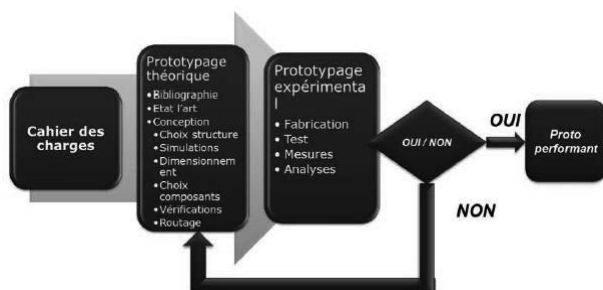 Cahier des
charges
Prototypage
théorique
• Bibliographie
• Etat l'art
• Conception
• Choix structure
• Simulations
• Dimensionnem
ent
• Choix
composants
• Vérifications
• Routage
Prototypage
expérimenta
l
• Fabrication
• Test
• Mesures
• Analyses
OUI / NON
OUI
NON
Proto
performant